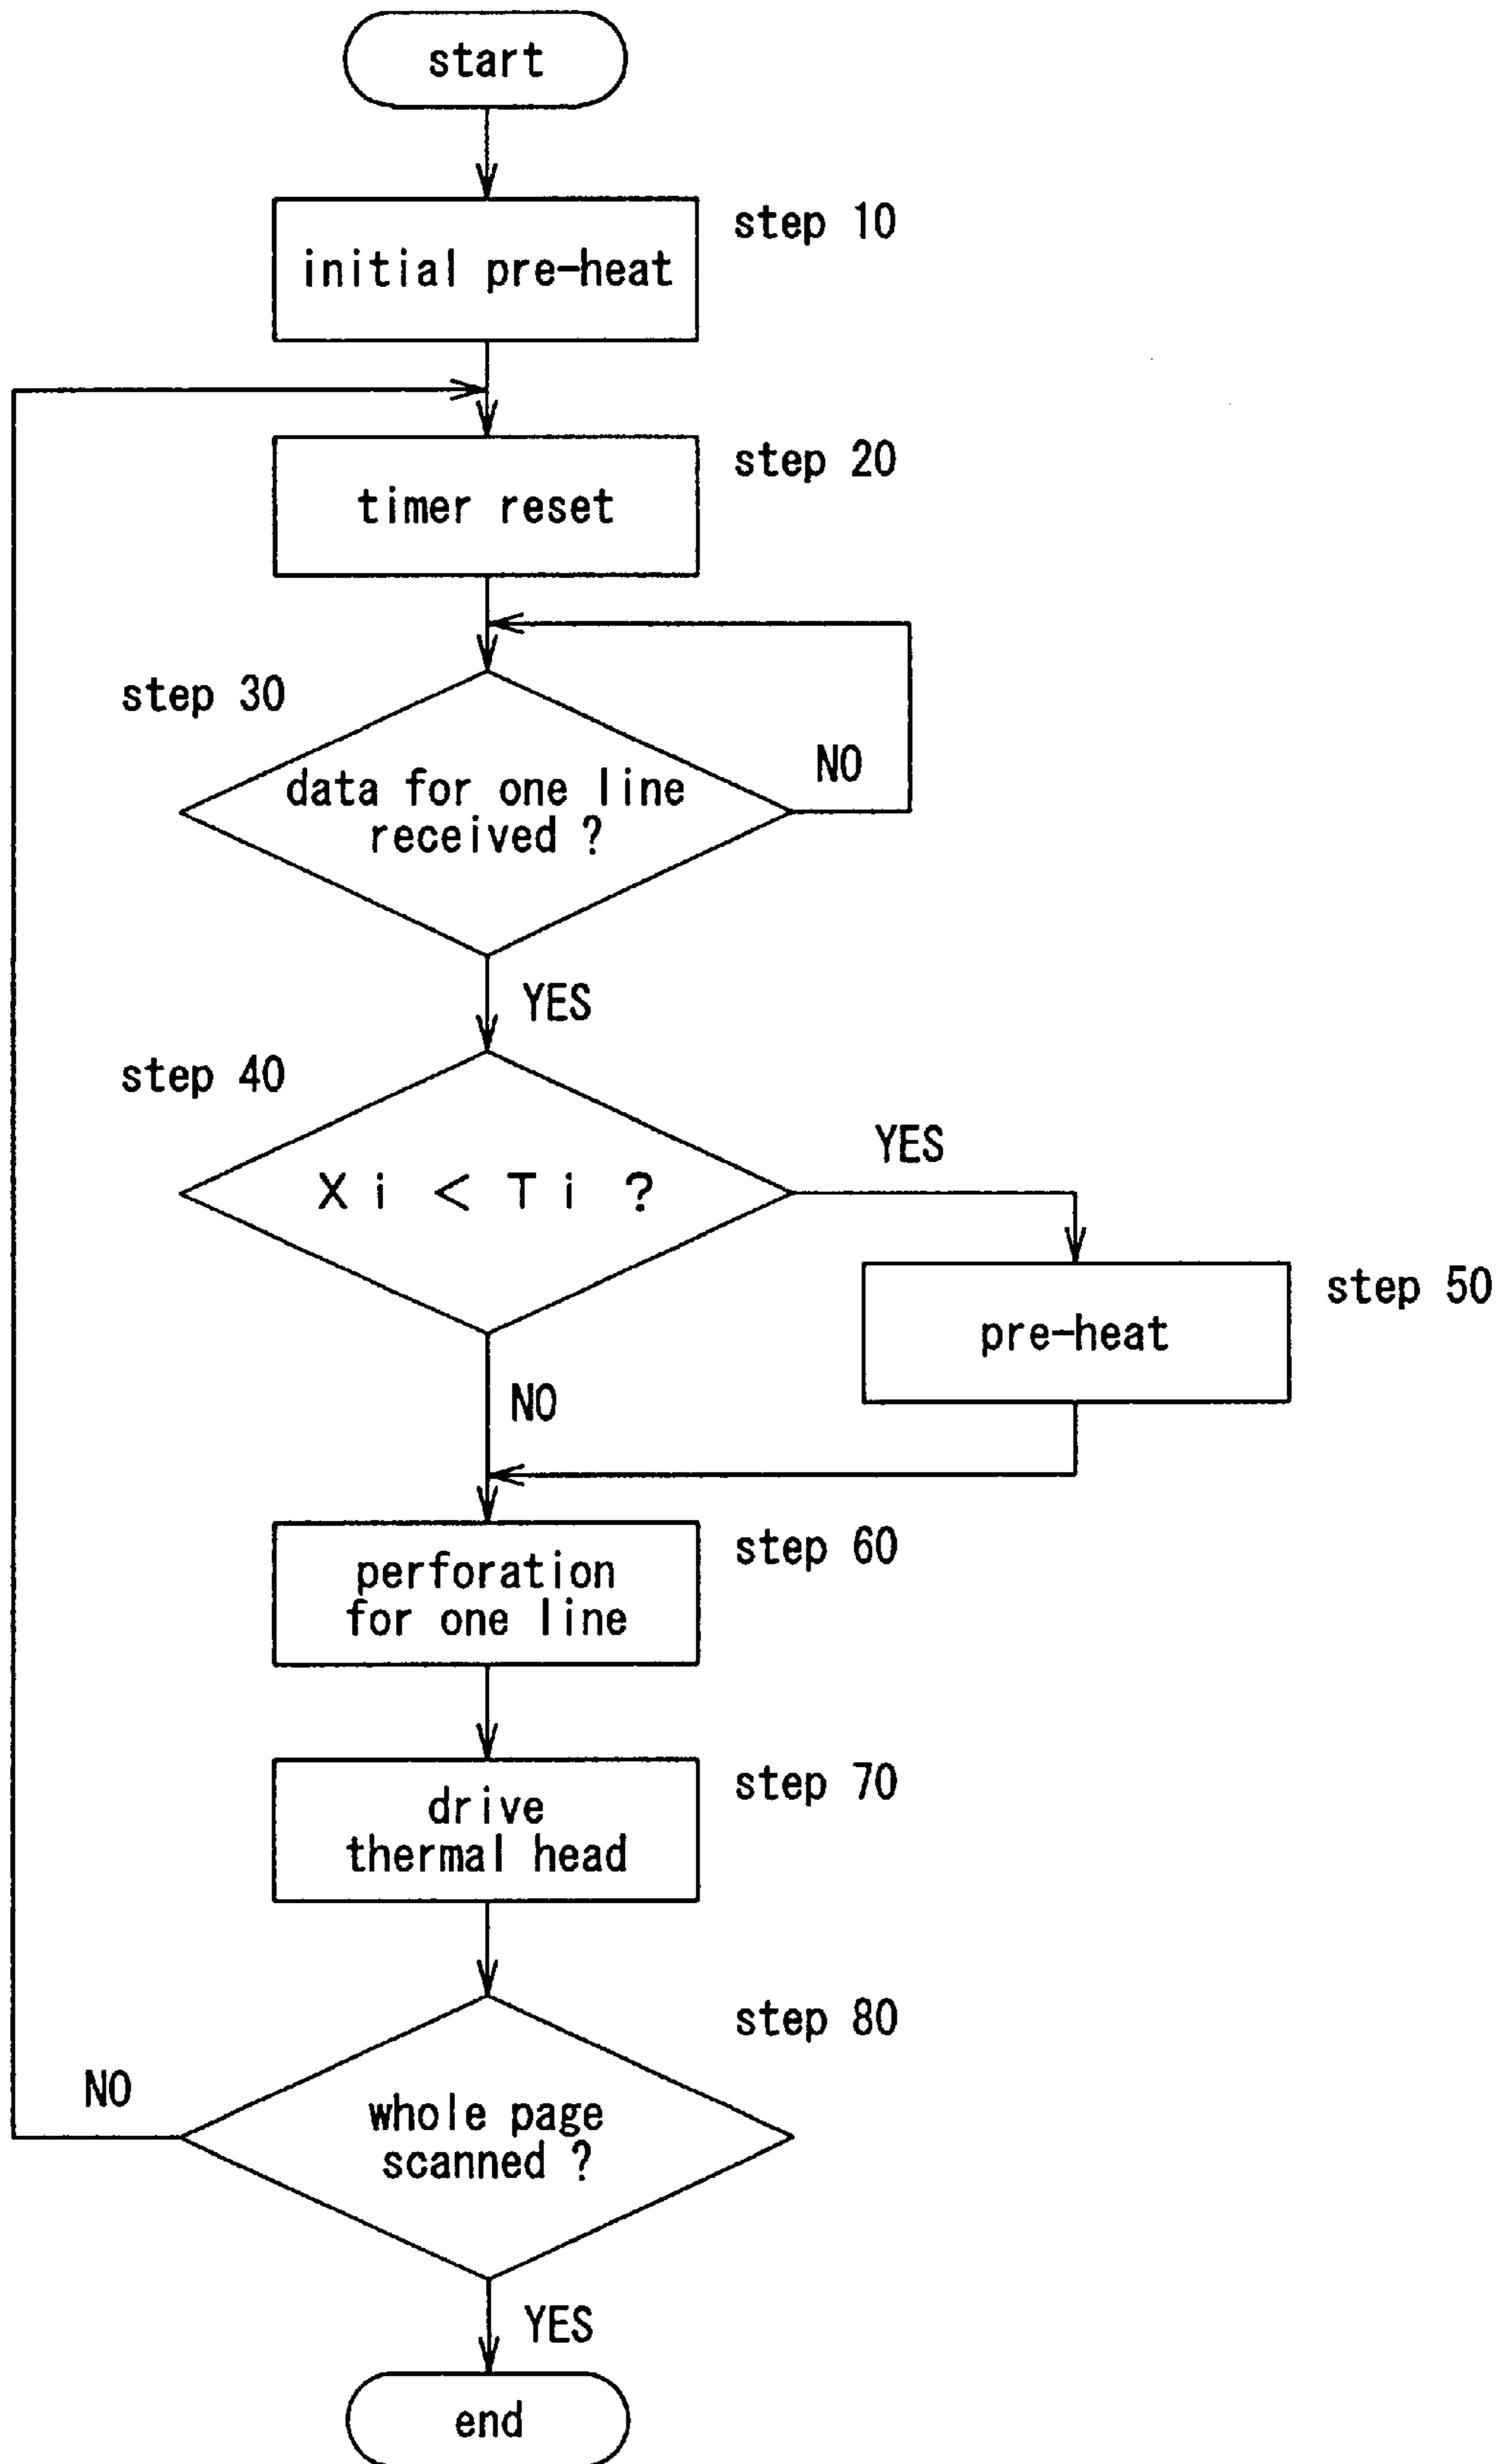 start
step 10
initial pre-heat
step 20
timer reset
step 30
data for one line
received ?
NO
YES
step 40
Xi < Ti ?
YES
step 50
pre-heat
NO
step 60
perforation
for one line
step 70
drive
thermal head
step 80
whole page
scanned ?
NO
YES
end